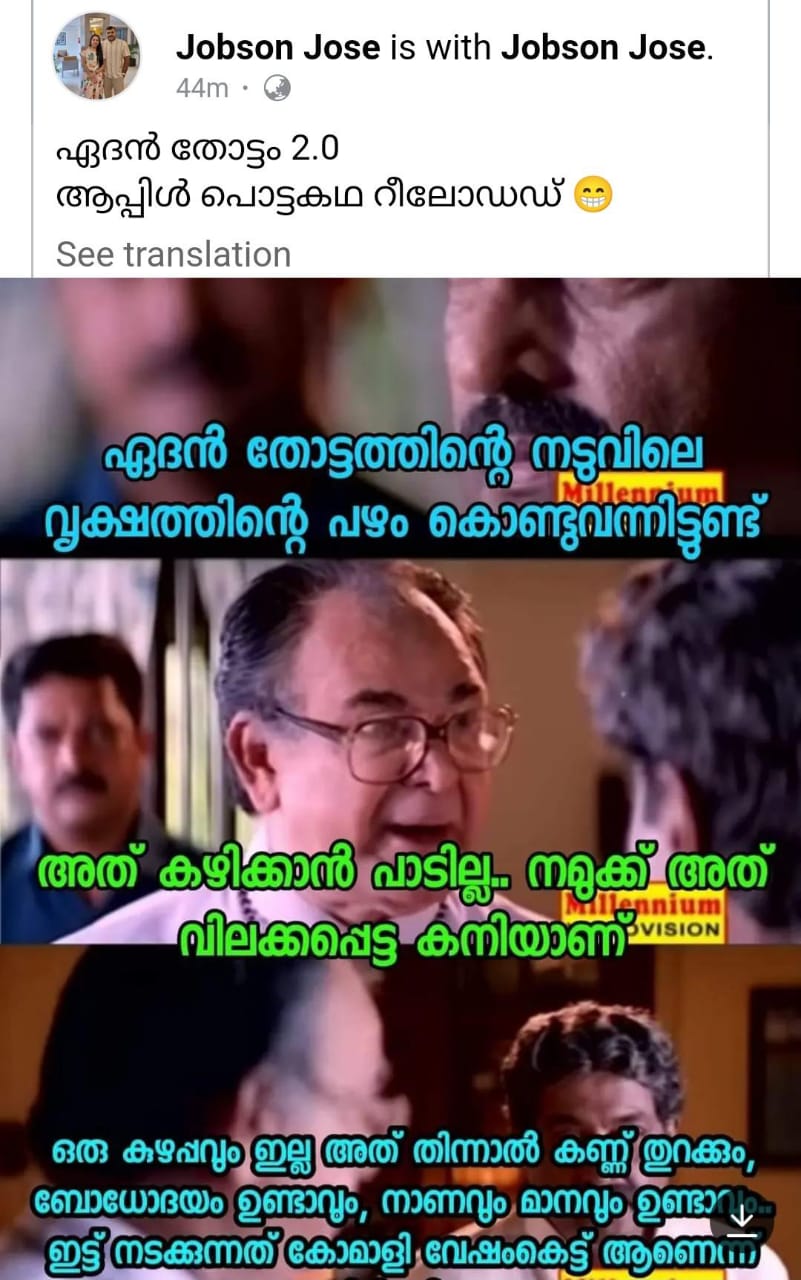 Jobson Jose is with Jobson Jose.
44m ·
ഏദൻ തോട്ടം 2.0
ആപ്പിൾ പൊട്ടകഥ റീലോഡഡ് 😁
See translation
ഏദൻ തോട്ടത്തിന്റെ നടുവിലെ
Millennium
വൃക്ഷത്തിന്റെ പഴം കൊണ്ടുവന്നിട്ടുണ്ട്
അത് കഴിക്കാൻ പാടില്ല.. നമുക്ക് അത്
Millennium
വിലക്കപ്പെട്ട കനിയാണ്
VISION
ഒരു കുഴപ്പവും ഇല്ല അത് തിന്നാൽ കണ്ണ് തുറക്കും,
ബോധോദയം ഉണ്ടാവും, നാണവും മാനവും ഉണ്ടാവും..
ഇട്ട് നടക്കുന്നത് കോമാളി വേഷംകെട്ട് ആണെന്ന്